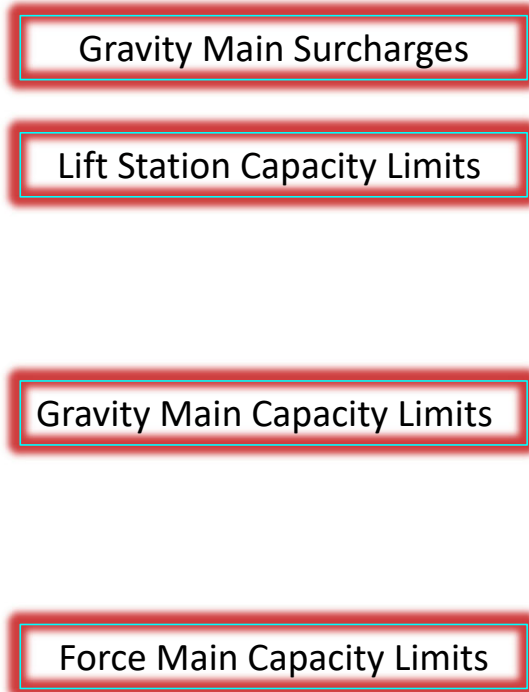 Gravity Main Surcharges
Lift Station Capacity Limits
Gravity Main Capacity Limits
Force Main Capacity Limits